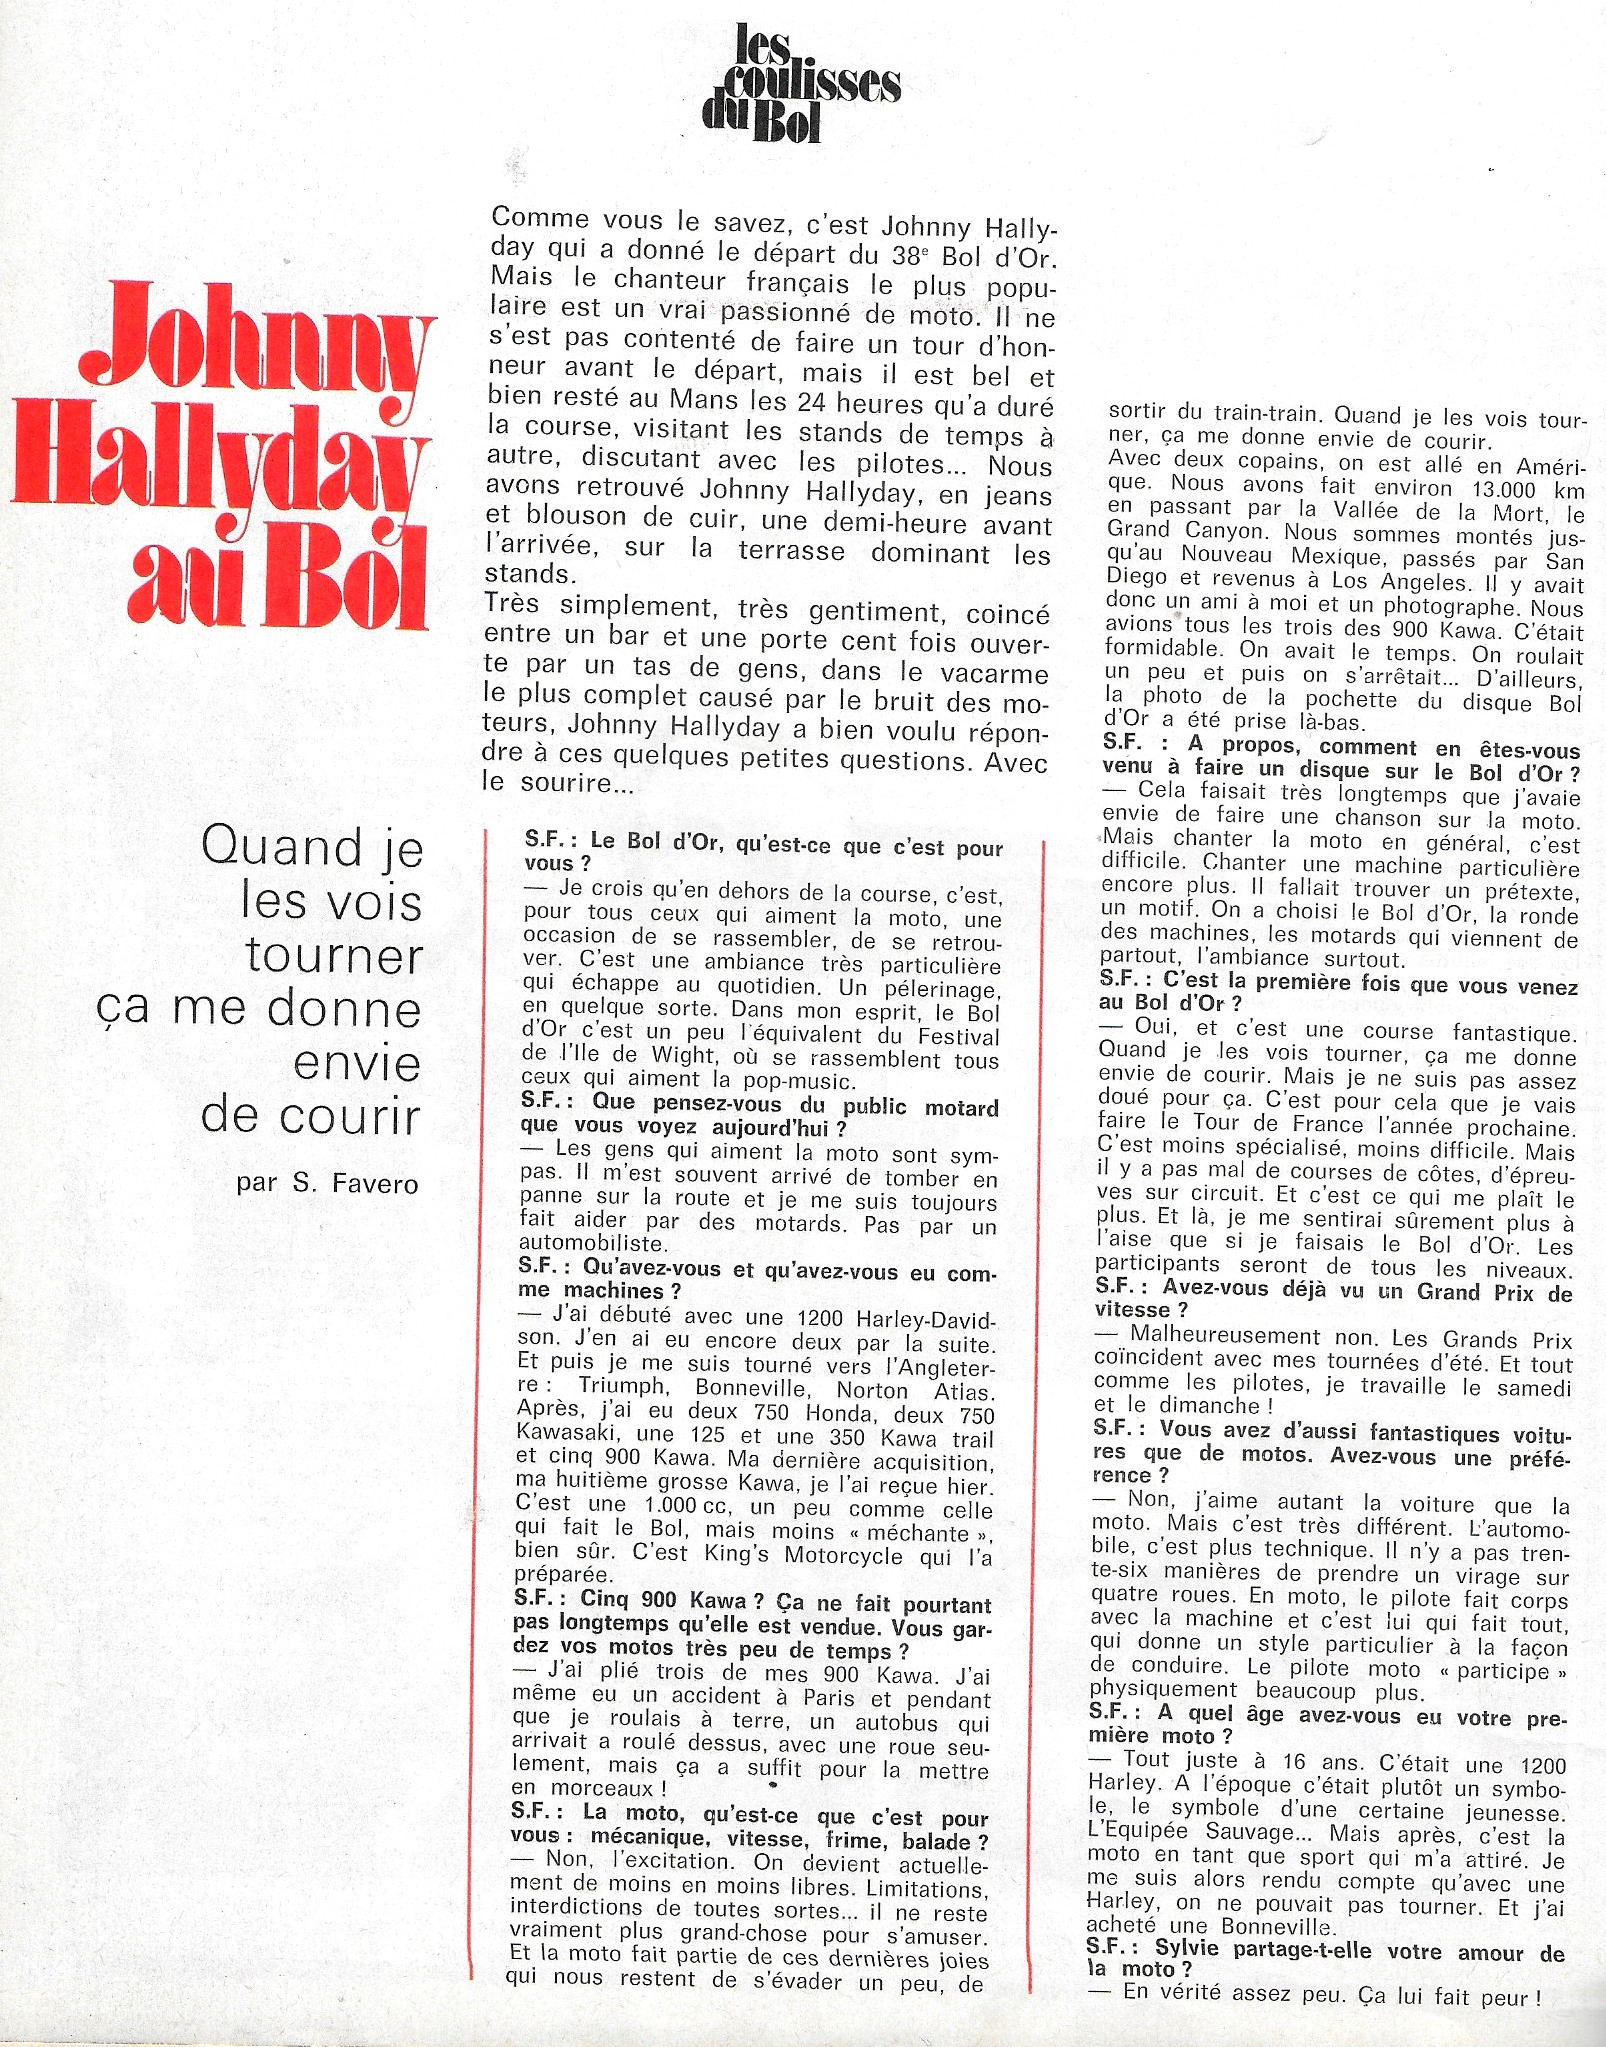 les
coulisses
du Bol
Johnny
Hallyday
au Bol
Quand je
les vois
tourner
ça me donne
envie
de courir
par S. Favero
Comme vous le savez, c'est Johnny Hally-
day qui a donné le départ du 38e Bol d'Or.
Mais le chanteur français le plus popu-
laire est un vrai passionné de moto. Il ne
s'est pas contenté de faire un tour d'hon-
neur avant le départ, mais il est bel et
bien resté au Mans les 24 heures qu'a duré
la course, visitant les stands de temps à
autre, discutant avec les pilotes... Nous
avons retrouvé Johnny Hallyday, en jeans
et blouson de cuir, une demi-heure avant
l'arrivée, sur la terrasse dominant les
stands.
Très simplement, très gentiment, coincé
entre un bar et une porte cent fois ouver-
te par un tas de gens, dans le vacarme
le plus complet causé par le bruit des mo-
teurs, Johnny Hallyday a bien voulu répon-
dre à ces quelques petites questions. Avec
le sourire...
S.F. : Le Bol d'Or, qu'est-ce que c'est pour
vous ?
— Je crois qu'en dehors de la course, c'est,
pour tous ceux qui aiment la moto, une
occasion de se rassembler, de se retrou-
ver. C'est une ambiance très particulière
qui échappe au quotidien. Un pélerinage,
en quelque sorte. Dans mon esprit, le Bol
d'Or c'est un peu l'équivalent du Festival
de l'Ile de Wight, où se rassemblent tous
ceux qui aiment la pop-music.
S.F. : Que pensez-vous du public motard
que vous voyez aujourd'hui ?
— Les gens qui aiment la moto sont sym-
pas. Il m'est souvent arrivé de tomber en
panne sur la route et je me suis toujours
fait aider par des motards. Pas par un
automobiliste.
S.F. : Qu'avez-vous et qu'avez-vous eu com-
me machines ?
— J'ai débuté avec une 1200 Harley-David-
son. J'en ai eu encore deux par la suite.
Et puis je me suis tourné vers l'Angleter-
re : Triumph, Bonneville, Norton Atlas.
Après, j'ai eu deux 750 Honda, deux 750
Kawasaki, une 125 et une 350 Kawa trail
et cinq 900 Kawa. Ma dernière acquisition,
ma huitième grosse Kawa, je l'ai reçue hier.
C'est une 1.000 cc, un peu comme celle
qui fait le Bol, mais moins « méchante »,
bien sûr. C'est King's Motorcycle qui l'a
préparée.
S.F. : Cinq 900 Kawa ? Ça ne fait pourtant
pas longtemps qu'elle est vendue. Vous gar-
dez vos motos très peu de temps ?
— J'ai plié trois de mes 900 Kawa. J'ai
même eu un accident à Paris et pendant
que je roulais à terre, un autobus qui
arrivait a roulé dessus, avec une roue seu-
lement, mais ça a suffit pour la mettre
en morceaux !
S.F. : La moto, qu'est-ce que c'est pour
vous : mécanique, vitesse, frime, balade ?
— Non, l'excitation. On devient actuelle-
ment de moins en moins libres. Limitations,
interdictions de toutes sortes... il ne reste
vraiment plus grand-chose pour s'amuser.
Et la moto fait partie de ces dernières joies
qui nous restent de s'évader un peu, de
sortir du train-train. Quand je les vois tour-
ner, ça me donne envie de courir.
Avec deux copains, on est allé en Améri-
que. Nous avons fait environ 13.000 km
en passant par la Vallée de la Mort, le
Grand Canyon. Nous sommes montés jus-
qu'au Nouveau Mexique, passés par San
Diego et revenus à Los Angeles. Il y avait
donc un ami à moi et un photographe. Nous
avions tous les trois des 900 Kawa. C'était
formidable. On avait le temps. On roulait
un peu et puis on s'arrêtait... D'ailleurs,
la photo de la pochette du disque Bol
d'Or a été prise là-bas.
S.F. : A propos, comment en êtes-vous
venu à faire un disque sur le Bol d'Or ?
— Cela faisait très longtemps que j'avaie
envie de faire une chanson sur la moto.
Mais chanter la moto en général, c'est
difficile. Chanter une machine particulière
encore plus. Il fallait trouver un prétexte,
un motif. On a choisi le Bol d'Or, la ronde
des machines, les motards qui viennent de
partout, l'ambiance surtout.
S.F. : C'est la première fois que vous venez
au Bol d'Or ?
— Oui, et c'est une course fantastique.
Quand je les vois tourner, ça me donne
envie de courir. Mais je ne suis pas assez
doué pour ça. C'est pour cela que je vais
faire le Tour de France l'année prochaine.
C'est moins spécialisé, moins difficile. Mais
il y a pas mal de courses de côtes, d'épreu-
ves sur circuit. Et c'est ce qui me plaît le
plus. Et là, je me sentirai sûrement plus à
l'aise que si je faisais le Bol d'Or. Les
participants seront de tous les niveaux.
S.F. : Avez-vous déjà vu un Grand Prix de
vitesse ?
— Malheureusement non. Les Grands Prix
coïncident avec mes tournées d'été. Et tout
comme les pilotes, je travaille le samedi
et le dimanche !
S.F. : Vous avez d'aussi fantastiques voitu-
res que de motos. Avez-vous une préfé-
rence ?
— Non, j'aime autant la voiture que la
moto. Mais c'est très différent. L'automo-
bile, c'est plus technique. Il n'y a pas tren-
te-six manières de prendre un virage sur
quatre roues. En moto, le pilote fait corps
avec la machine et c'est lui qui fait tout,
qui donne un style particulier à la façon
de conduire. Le pilote moto « participe »
physiquement beaucoup plus.
S.F. : A quel âge avez-vous eu votre pre-
mière moto ?
— Tout juste à 16 ans. C'était une 1200
Harley. A l'époque c'était plutôt un symbo-
le, le symbole d'une certaine jeunesse.
L'Equipée Sauvage... Mais après, c'est la
moto en tant que sport qui m'a attiré. Je
me suis alors rendu compte qu'avec une
Harley, on ne pouvait pas tourner. Et j'ai
acheté une Bonneville.
S.F. : Sylvie partage-t-elle votre amour de
la moto ?
— En vérité assez peu. Ça lui fait peur !